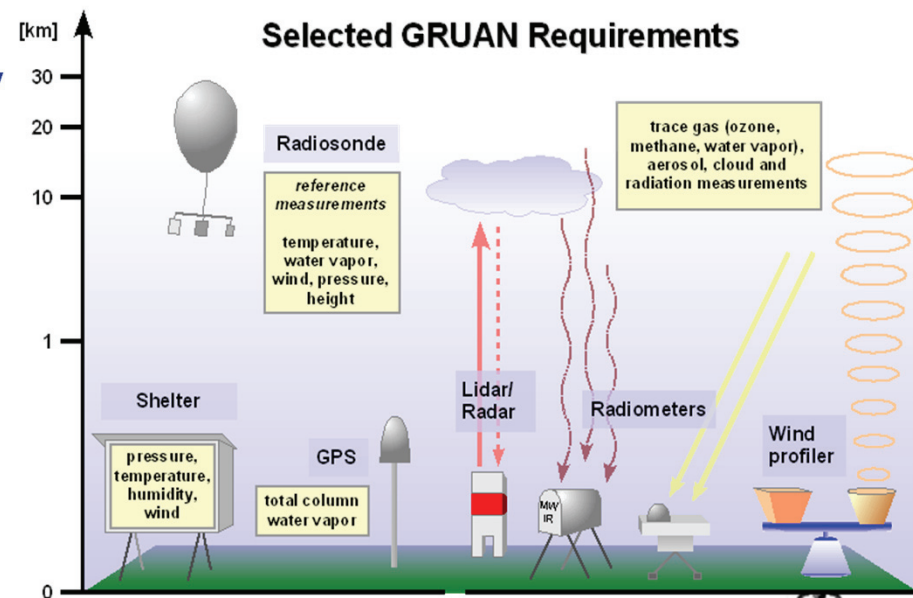 Selected GRUAN Requirements
[km]
30
20
10
1
0
Radiosonde
reference
measurements
temperature,
water vapor,
wind, pressure,
height
trace gas (ozone,
methane, water vapor),
aerosol, cloud and
radiation measurements
Shelter
pressure,
temperature,
humidity,
wind
GPS
total column
water vapor
Lidar/
Radar
MW
IR
Radiometers
Wind
profiler